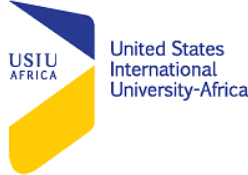 USIU
AFRICA
United States
International
University-Africa